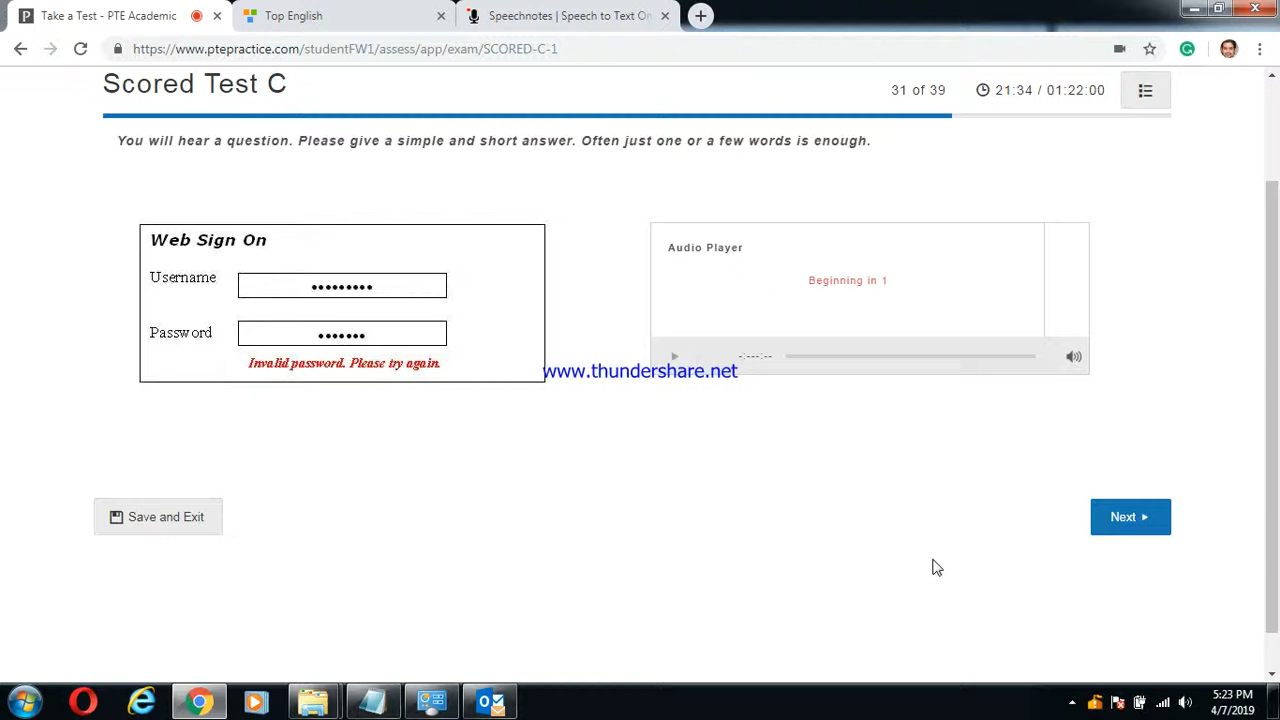 Take a Test - PTE Academic
Top English
Speechnotes | Speech to Text On
https://www.ptepractice.com/studentFW1/assess/app/exam/SCORED-C-1
Scored Test C
31 of 39
21:34 / 01:22:00
You will hear a question. Please give a simple and short answer. Often just one or a few words is enough.
Web Sign On
Username
•••••••••
Password
•••••••
Invalid password. Please try again.
Audio Player
Beginning in 1
-:--:--
www.thundershare.net
Save and Exit
Next
5:23 PM
4/7/2019